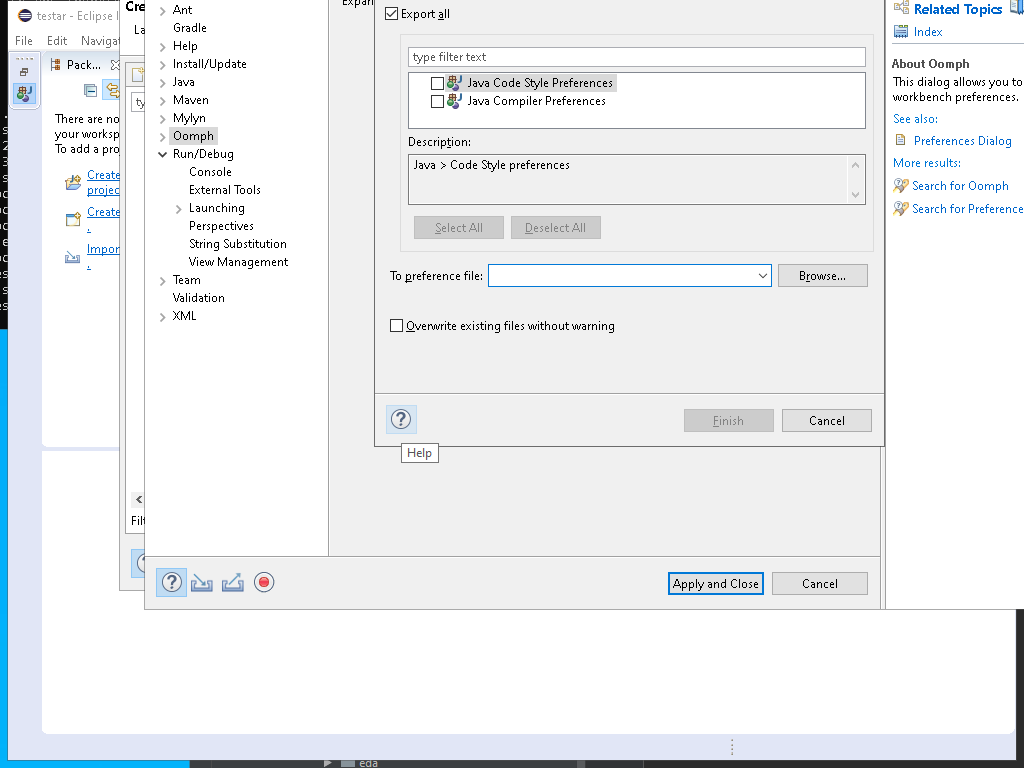 testar - Eclipse I
File Edit Navigat
Pack...
There are no
your worksp
To add a proj
Create
projec
Create
.
Impor
.
Cre
La
ty
Filt
Ant
Gradle
Help
Install/Update
Java
Maven
Mylyn
Oomph
Run/Debug
Console
External Tools
Launching
Perspectives
String Substitution
View Management
Team
Validation
XML
Expan
Export all
type filter text
Java Code Style Preferences
Java Compiler Preferences
Description:
Java > Code Style preferences
Select All
Deselect All
To preference file:
Browse...
Overwrite existing files without warning
Finish
Cancel
Help
Apply and Close
Cancel
Related Topics
Index
About Oomph
This dialog allows you to
workbench preferences.
See also:
Preferences Dialog
More results:
Search for Oomph
Search for Preference
eda